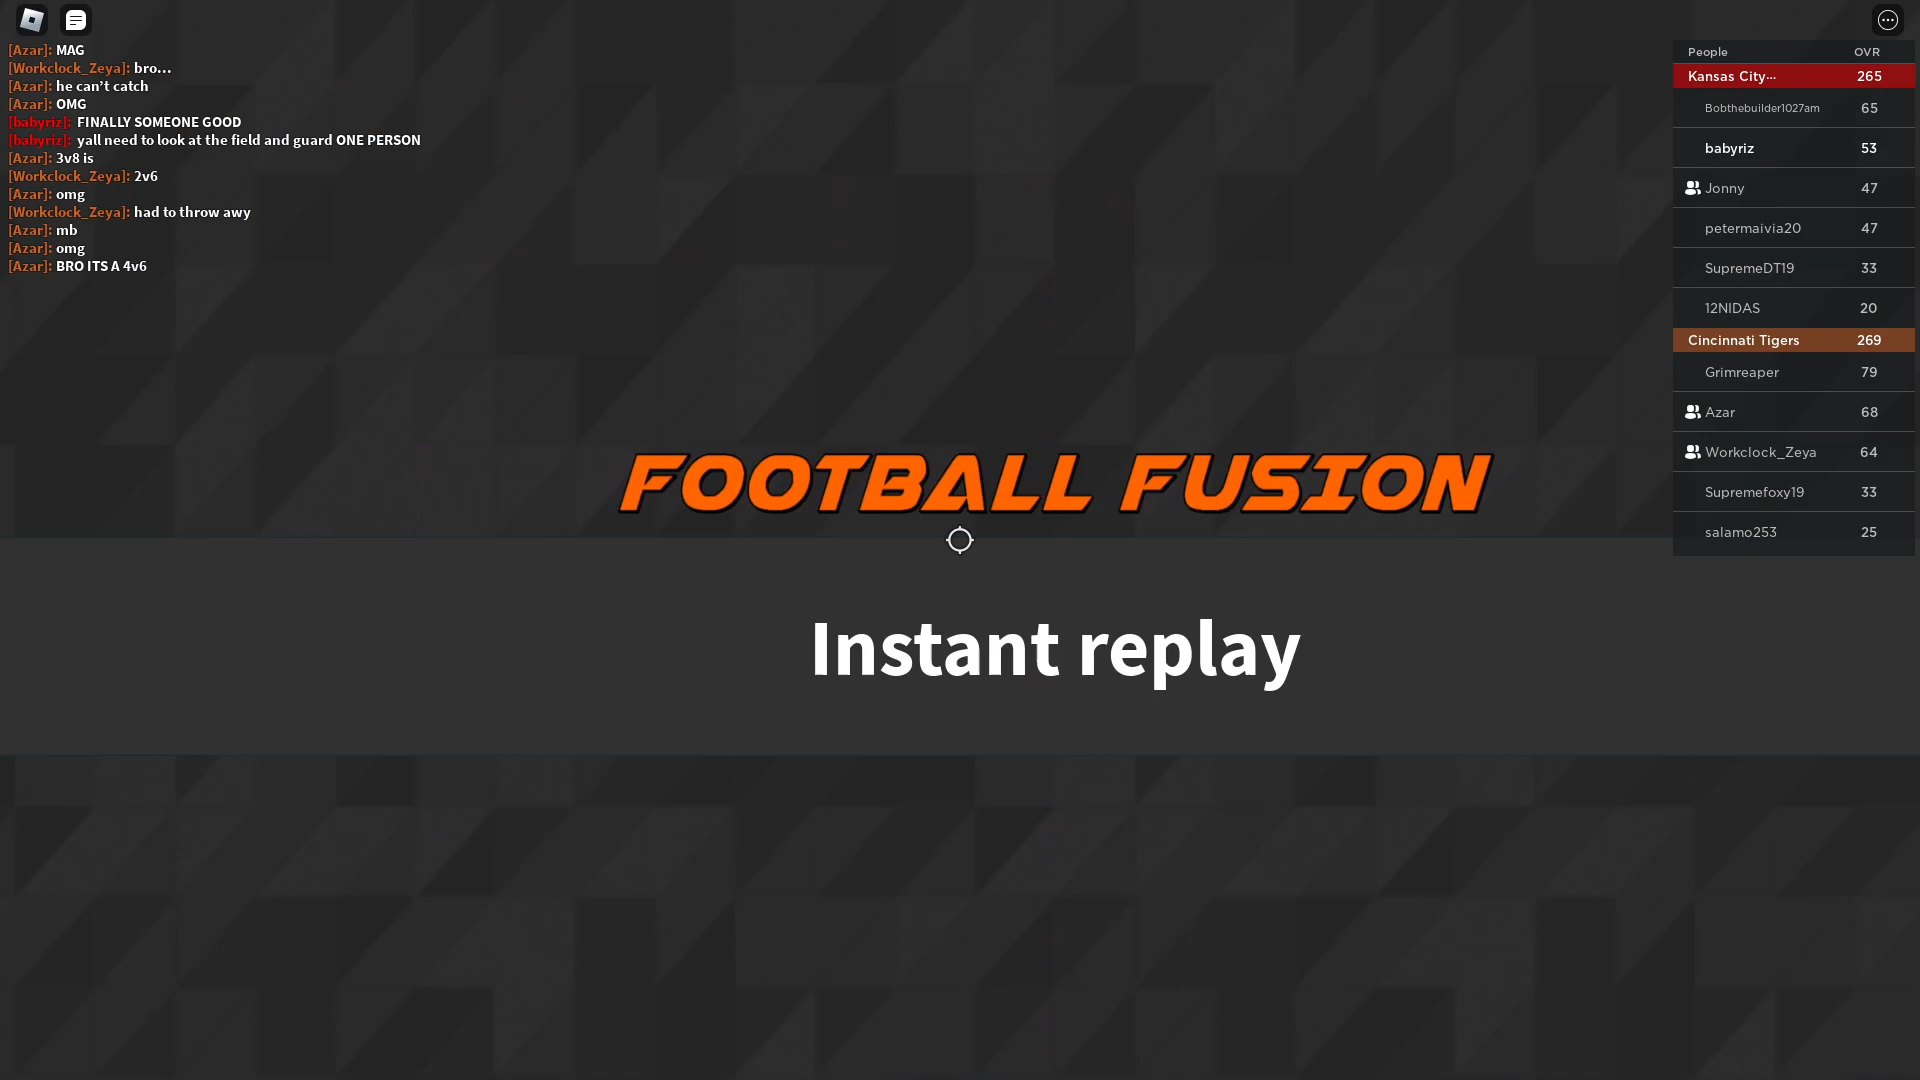 [Azar]: MAG
[Workclock_Zeya]: bro...
[Azar]: he can't catch
[Azar]: OMG
[babyriz]: FINALLY SOMEONE GOOD
[babyriz]: yall need to look at the field and guard ONE PERSON
[Azar]: 3v8 is
[Workclock_Zeya]: 2v6
[Azar]: omg
[Workclock_Zeya]: had to throw awy
[Azar]: mb
[Azar]: omg
[Azar]: BRO ITS A 4v6
FOOTBALL FUSION
Instant replay
People OVR
Kansas City... 265
Bobthebuilder1027am 65
babyriz 53
Jonny 47
petermaivia20 47
SupremeDT19 33
12NIDAS 20
Cincinnati Tigers 269
Grimreaper 79
Azar 68
Workclock_Zeya 64
Supremefoxy19 33
salamo253 25